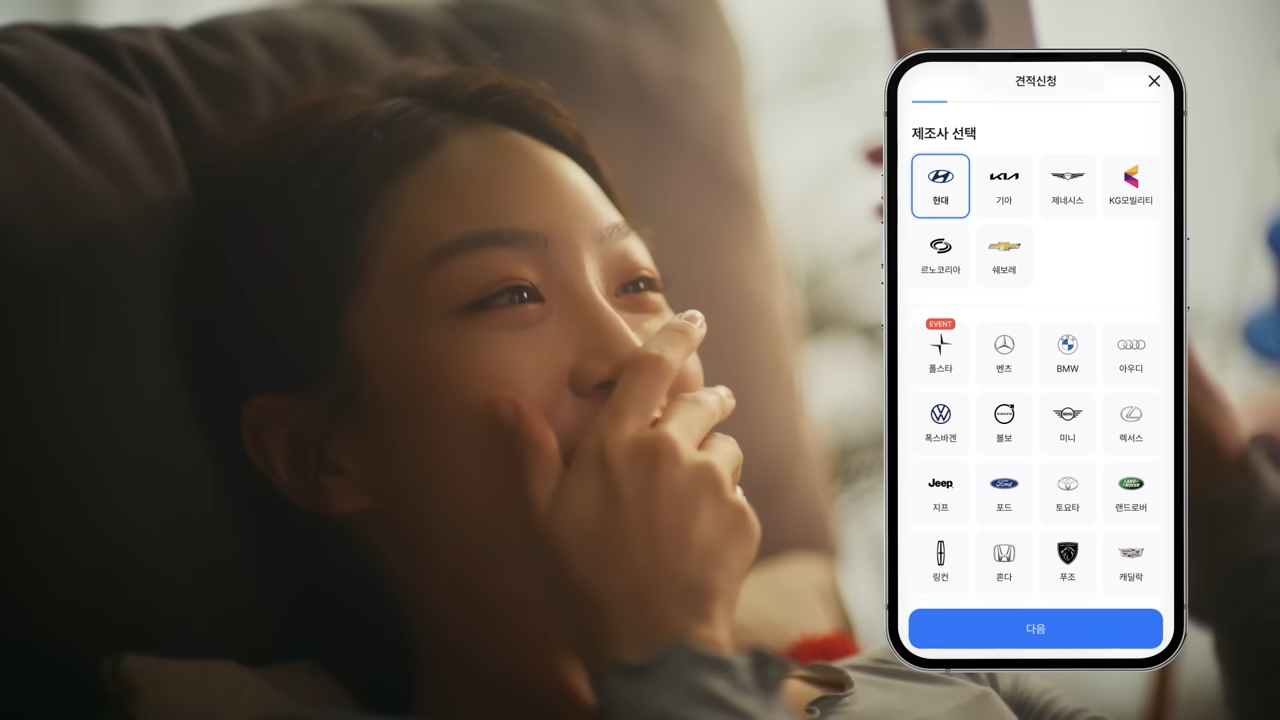 견적신청
제조사 선택
현대
KIA
기아
제네시스
KG모빌리티
르노코리아
쉐보레
EVENT
폴스타
벤츠
BMW
아우디
폭스바겐
볼보
미니
렉서스
Jeep
지프
Ford
포드
토요타
LAND ROVER
랜드로버
링컨
혼다
푸조
캐딜락
다음